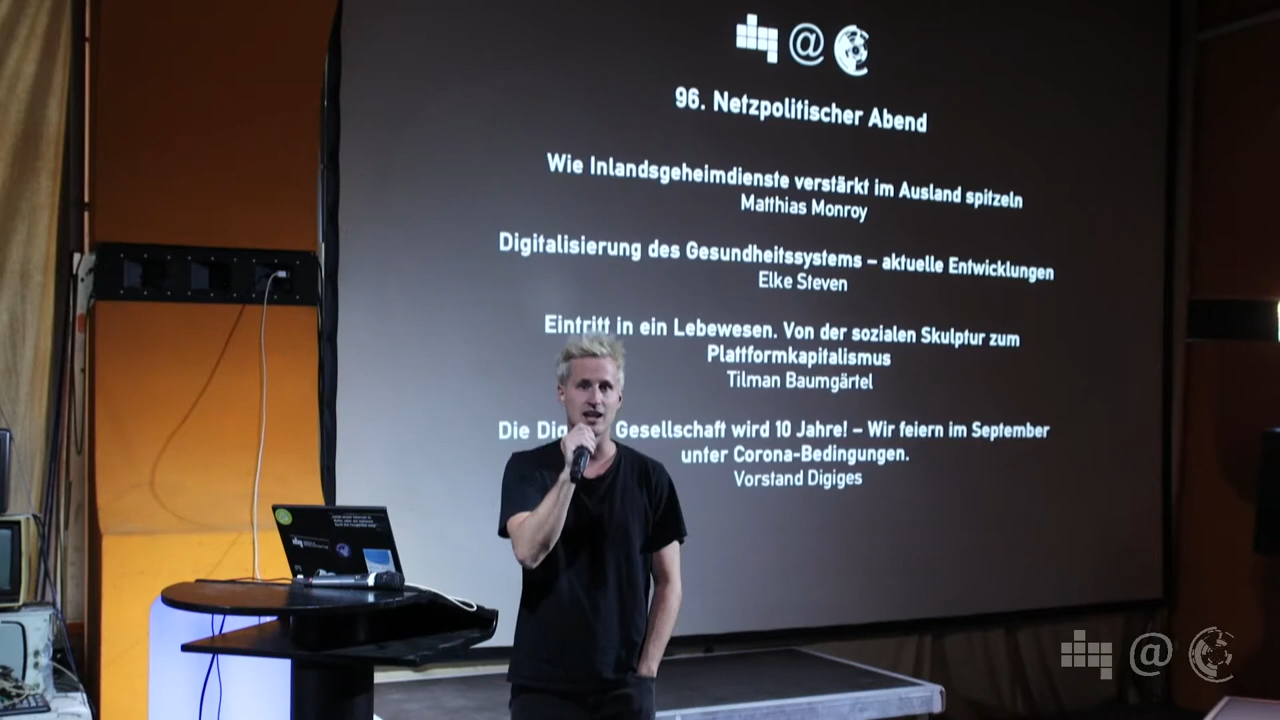 @
96. Netzpolitischer Abend
Wie Inlandsgeheimdienste verstärkt im Ausland spitzeln
Matthias Monroy
Digitalisierung des Gesundheitssystems – aktuelle Entwicklungen
Elke Steven
Eintritt in ein Lebewesen. Von der sozialen Skulptur zum
Plattformkapitalismus
Tilman Baumgärtel
Die Gesellschaft wird 10 Jahre! – Wir feiern im September
unter Corona-Bedingungen.
Vorstand Digiges
@